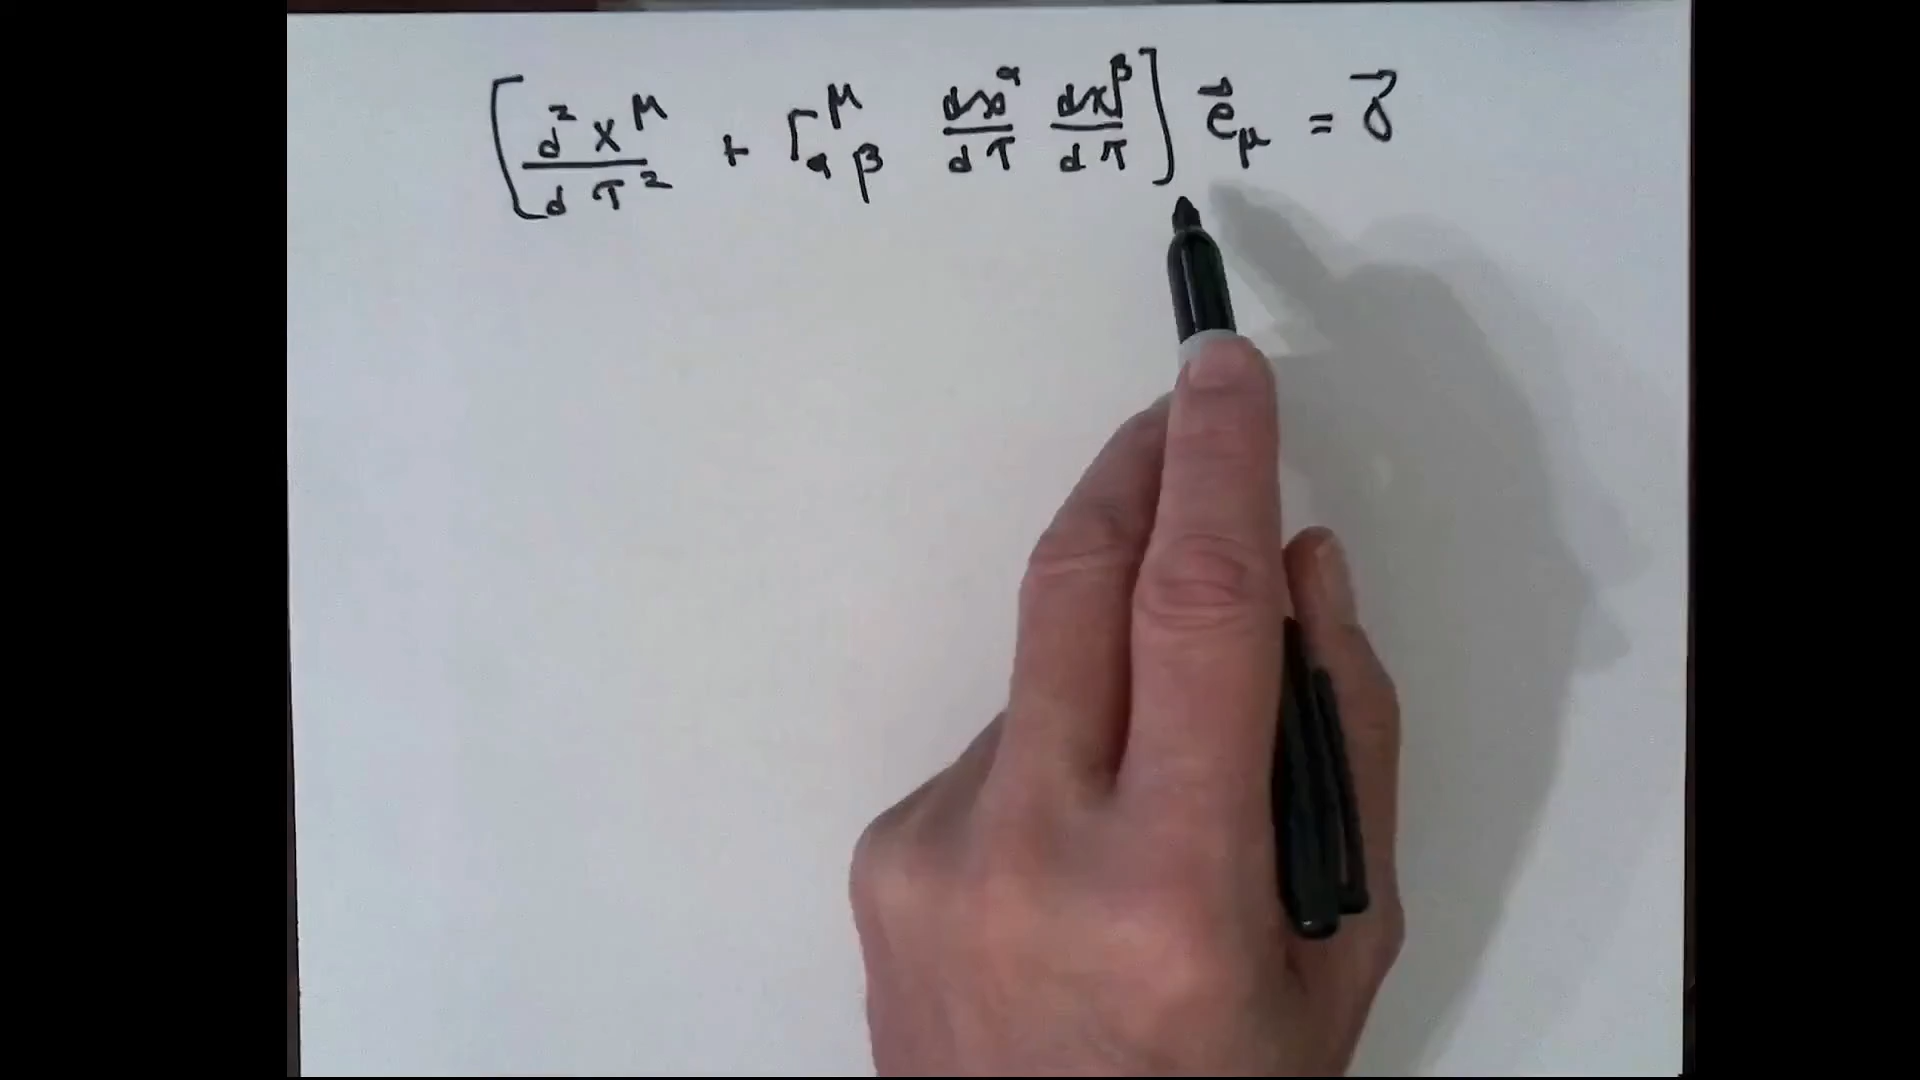 [d²x^μ/dτ² + Γ^μ_αβ dx^α/dτ dx^β/dτ] e⃗_μ = 0⃗